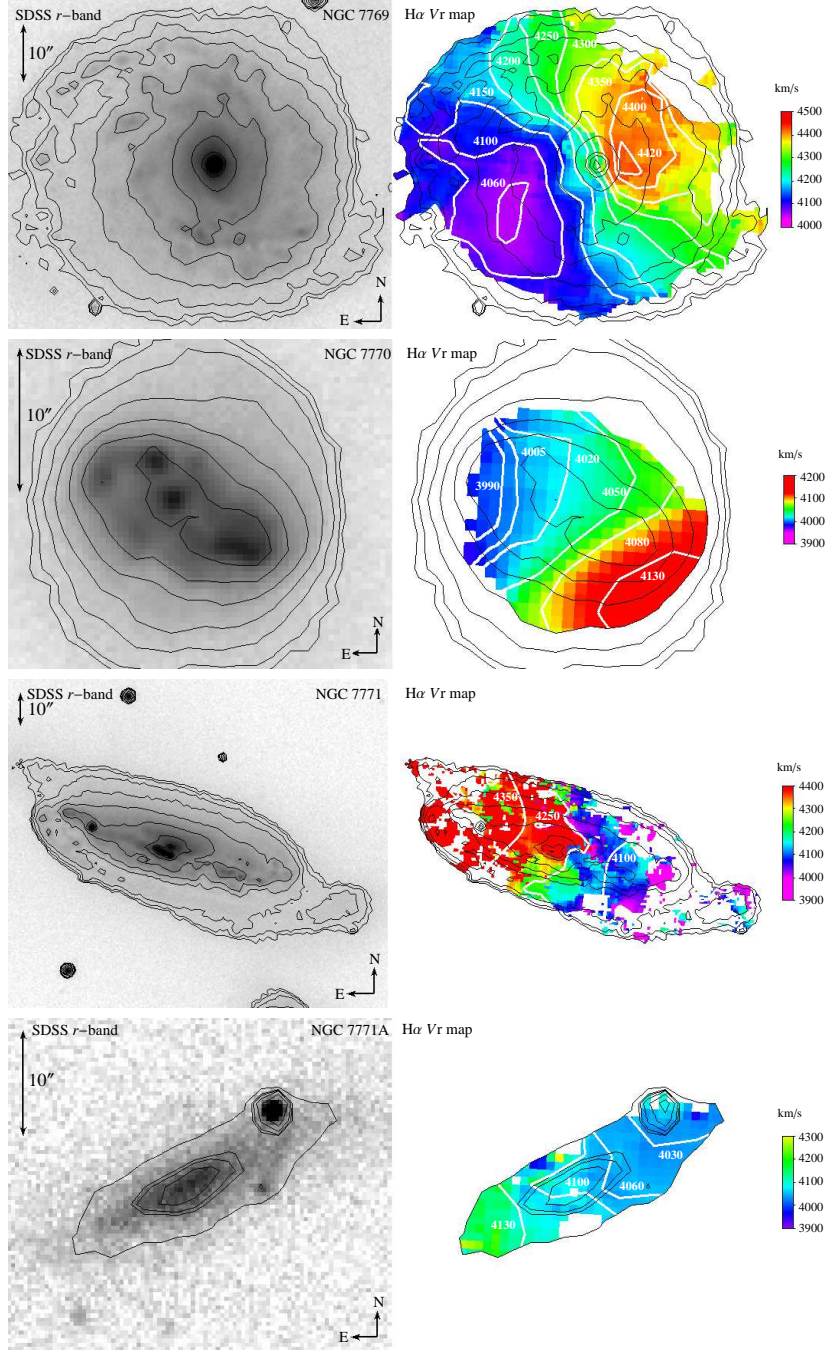 SDSS r−band NGC 7769 Hα Vr map
10″
4250
4300
4200
4350
4150
4400
4100
4420
4060
km/s
4500
4400
4300
4200
4100
4000
N
E
SDSS r−band NGC 7770 Hα Vr map
10″
4005
4020
3990
4050
4080
4130
km/s
4200
4100
4000
3900
N
E
SDSS r−band NGC 7771 Hα Vr map
10″
4350
4250
4100
km/s
4400
4300
4200
4100
4000
3900
N
E
SDSS r−band NGC 7771A Hα Vr map
10″
4030
4100
4060
4130
km/s
4300
4200
4100
4000
3900
N
E